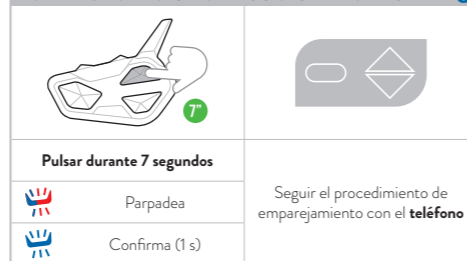 7"
Pulsar durante 7 segundos
Parpadea
Seguir el procedimiento de
emparejamiento con el teléfono
Confirma (1 s)